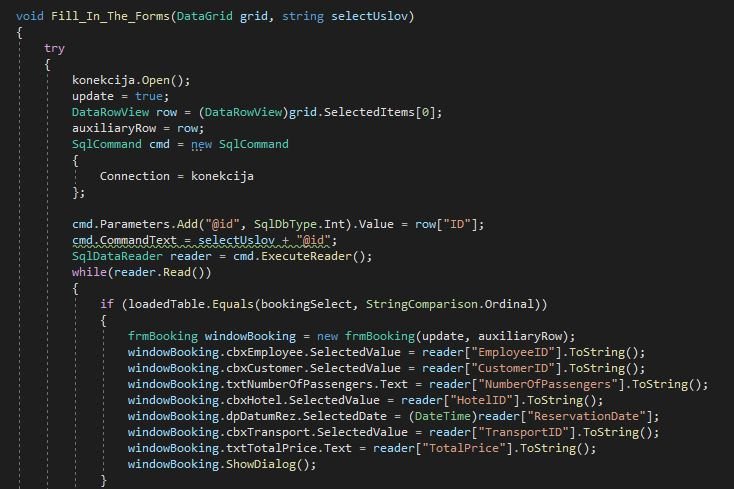 void Fill_In_The_Forms(DataGrid grid, string selectUslov)
{
try
{
konekcija.Open();
update = true;
DataRowView row = (DataRowView)grid.SelectedItems[0];
auxiliaryRow = row;
SqlCommand cmd = new SqlCommand
{
Connection = konekcija
};
cmd.Parameters.Add("@id", SqlDbType.Int).Value = row["ID"];
cmd.CommandText = selectUslov + "@id";
SqlDataReader reader = cmd.ExecuteReader();
while(reader.Read())
{
if (loadedTable.Equals(bookingSelect, StringComparison.Ordinal))
{
frmBooking windowBooking = new frmBooking(update, auxiliaryRow);
windowBooking.cbxEmployee.SelectedValue = reader["EmployeeID"].ToString();
windowBooking.cbxCustomer.SelectedValue = reader["CustomerID"].ToString();
windowBooking.txtNumberOfPassengers.Text = reader["NumberOfPassengers"].ToString();
windowBooking.cbxHotel.SelectedValue = reader["HotelID"].ToString();
windowBooking.dpDatumRez.SelectedDate = (DateTime)reader["ReservationDate"];
windowBooking.cbxTransport.SelectedValue = reader["TransportID"].ToString();
windowBooking.txtTotalPrice.Text = reader["TotalPrice"].ToString();
windowBooking.ShowDialog();
}